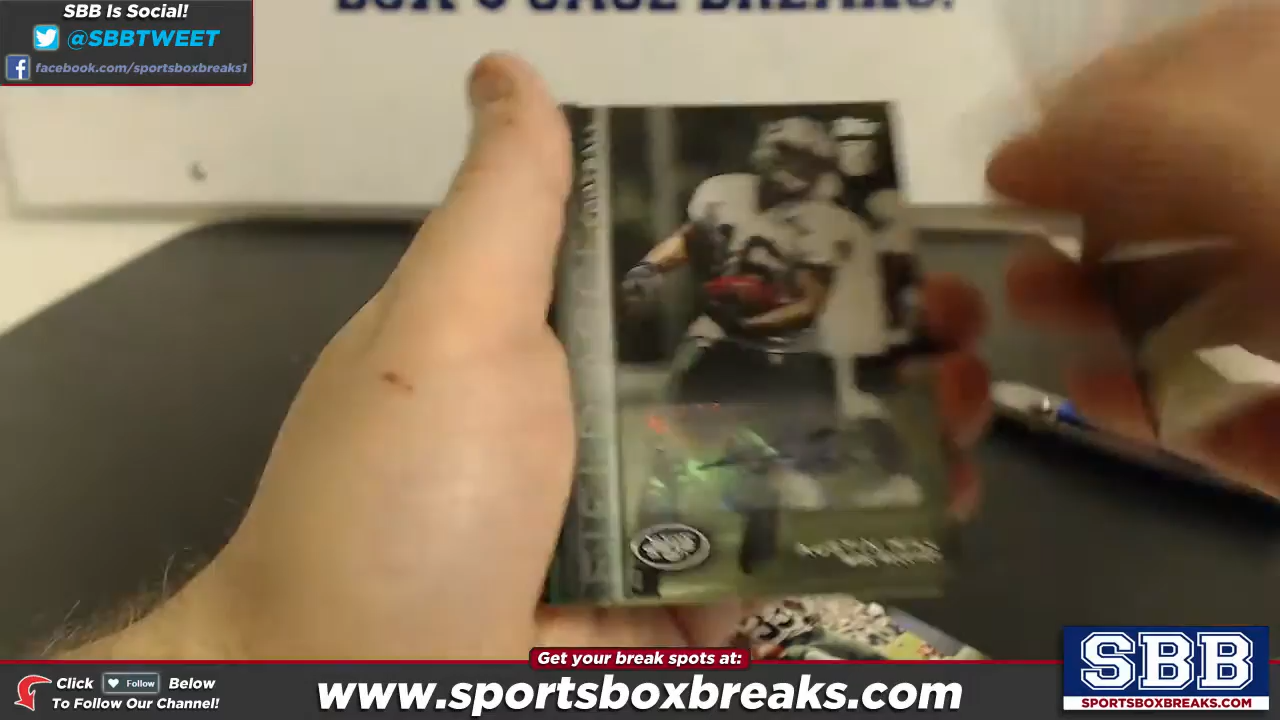 SBB Is Social!
@SBBTWEET
facebook.com/sportsboxbreaks1
BOX & CASE BREAKS!
Get your break spots at:
Click Follow Below
To Follow Our Channel!
www.sportsboxbreaks.com
SBB
SPORTSBOXBREAKS.COM